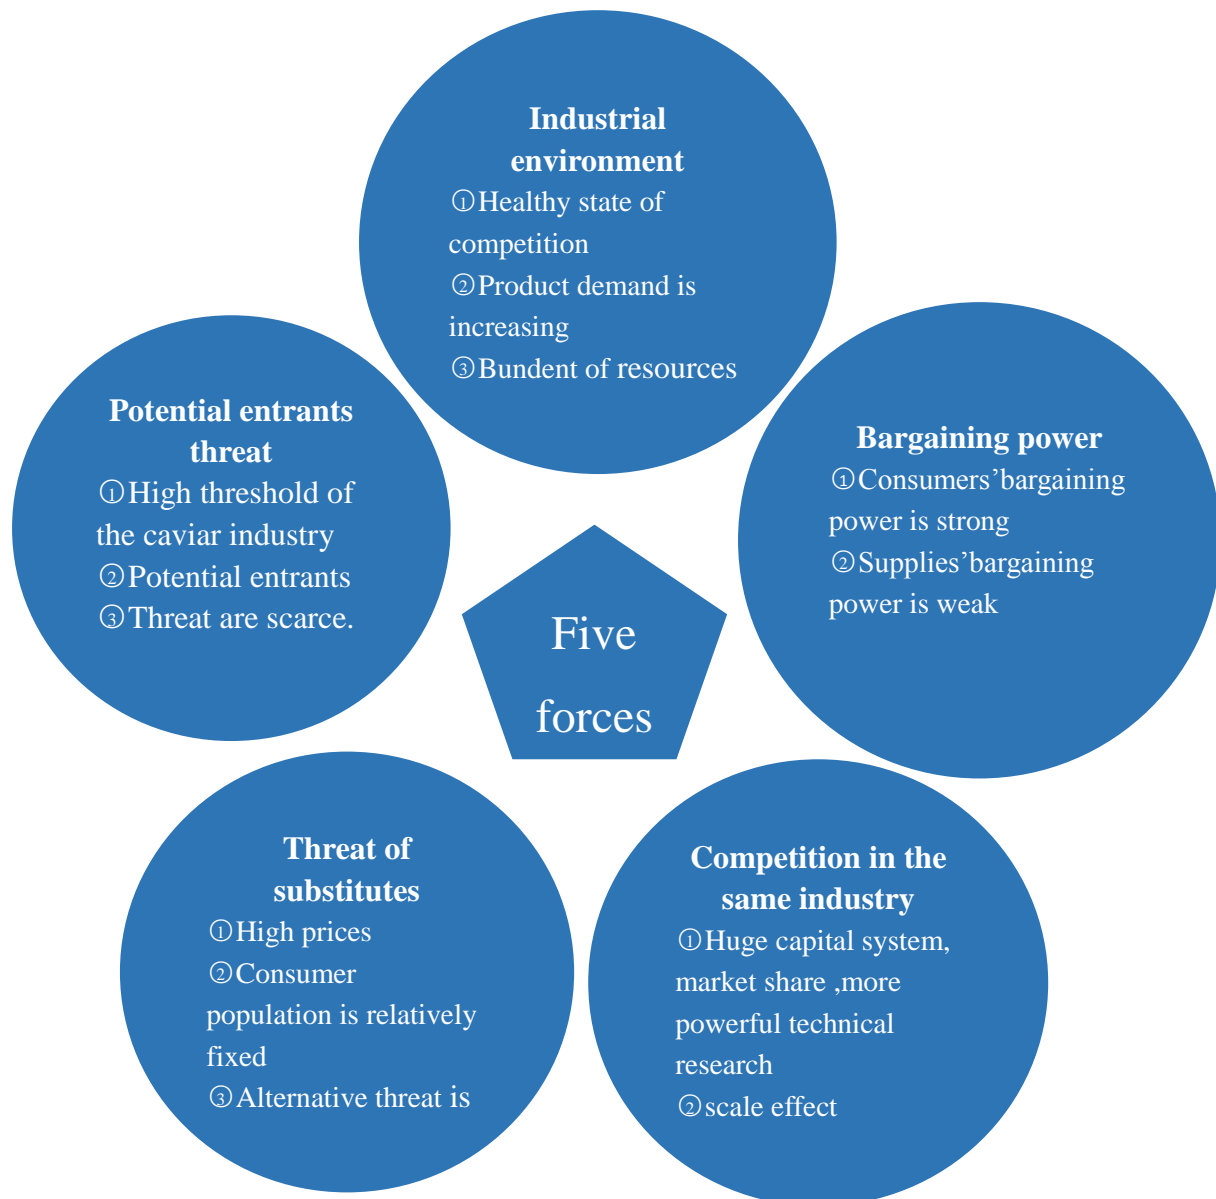 Industrial
environment
①Healthy state of
competition
②Product demand is
increasing
③Bundent of resources
Potential entrants
threat
①High threshold of
the caviar industry
②Potential entrants
③Threat are scarce.
Bargaining power
①Consumers’bargaining
power is strong
②Supplies’bargaining
power is weak
Five
forces
Threat of
substitutes
①High prices
②Consumer
population is relatively
fixed
③Alternative threat is
Competition in the
same industry
①Huge capital system,
market share ,more
powerful technical
research
②scale effect